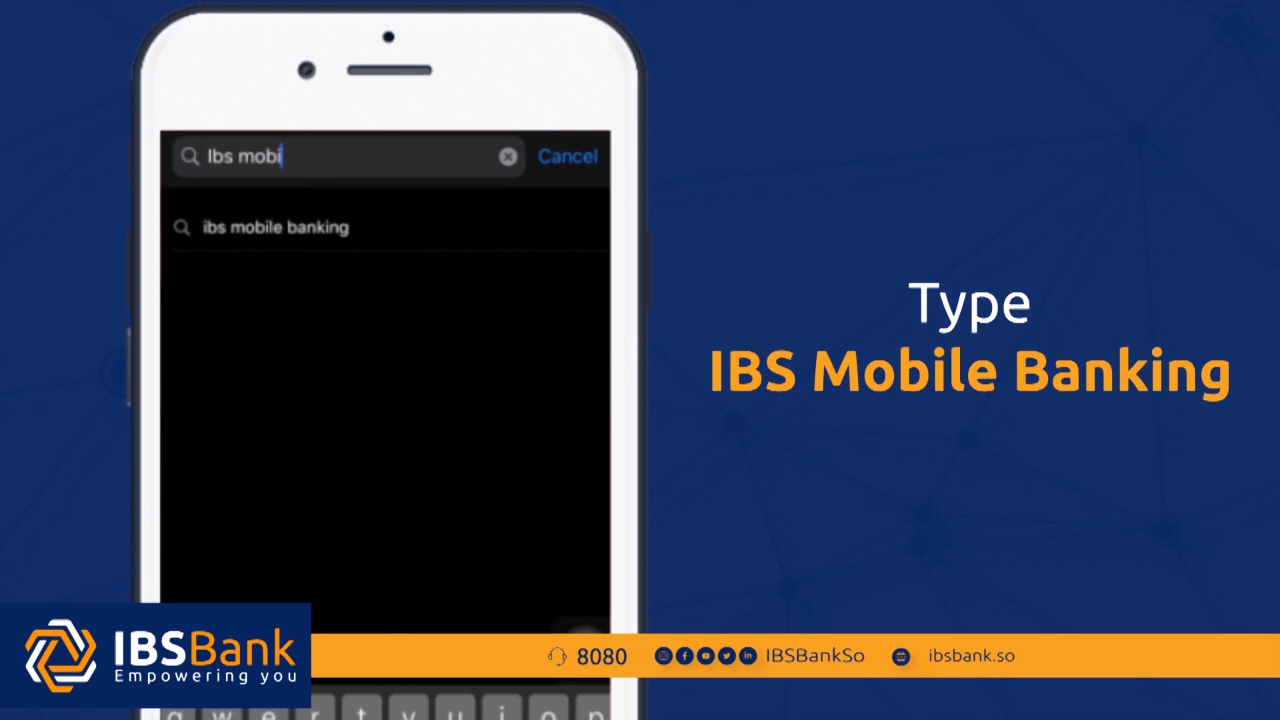 Ibs mobi
Cancel
ibs mobile banking
Type
IBS Mobile Banking
IBSBank
Empowering you
8080
IBSBankSo
ibsbank.so
q w e r t y u i o p